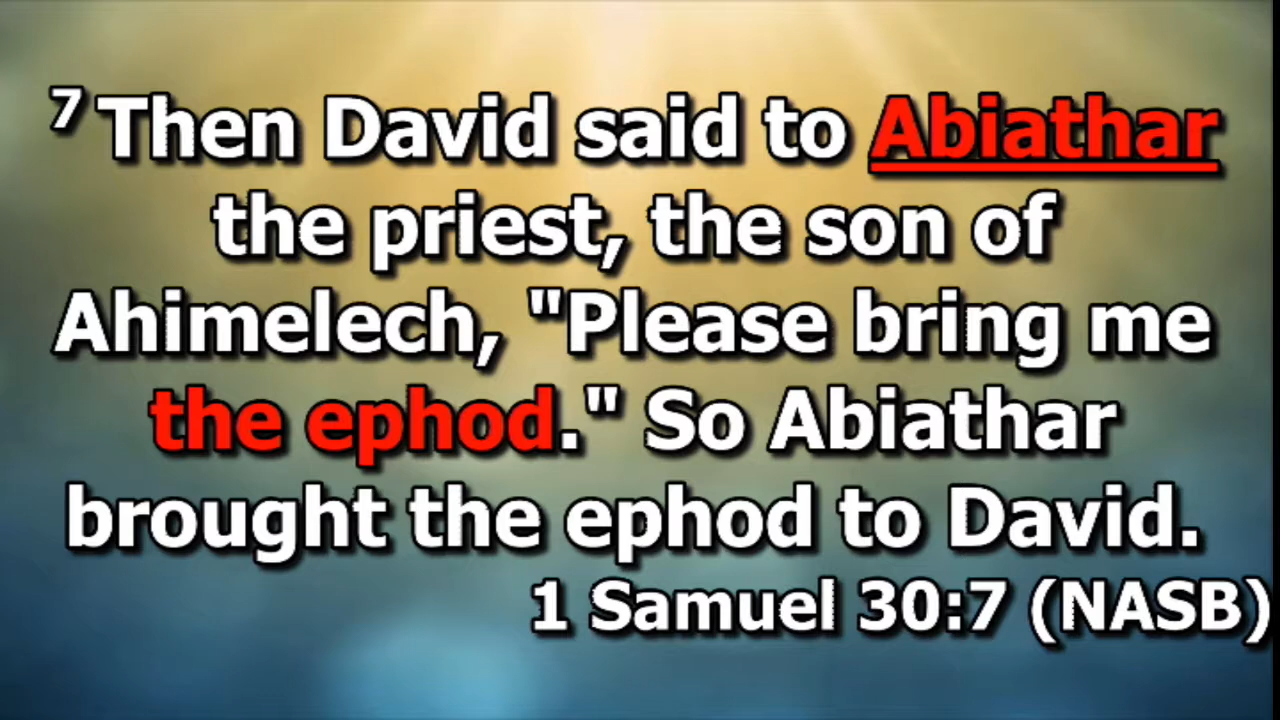 7 Then David said to Abiathar
the priest, the son of
Ahimelech, "Please bring me
the ephod." So Abiathar
brought the ephod to David.
1 Samuel 30:7 (NASB)